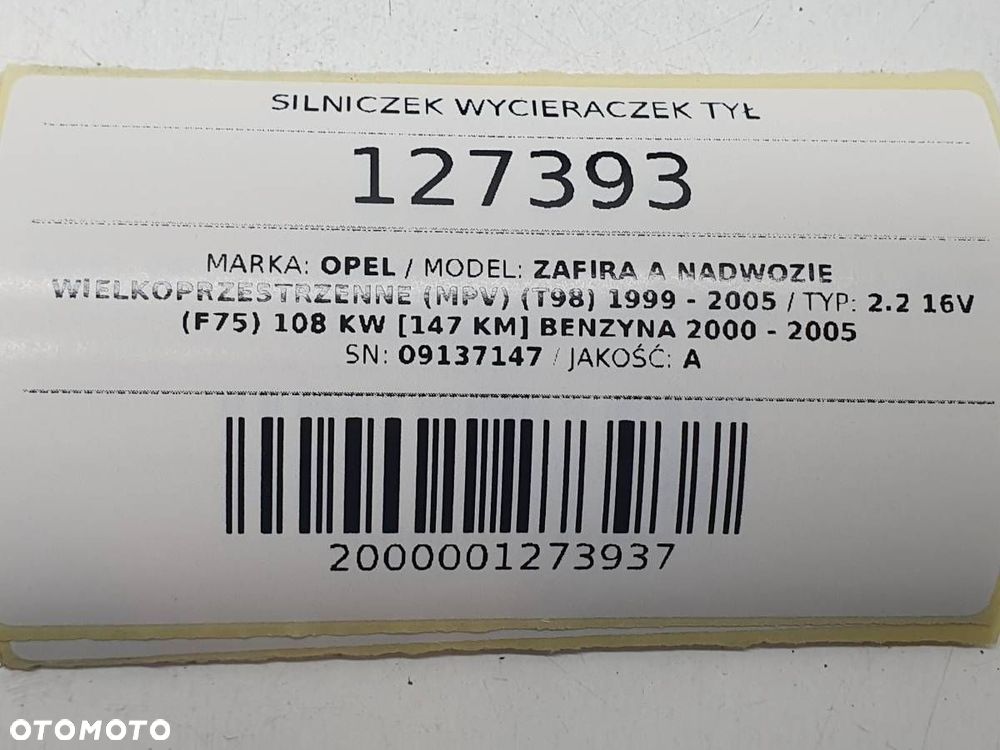 SILNICZEK WYCIERACZEK TYŁ
127393
MARKA: OPEL / MODEL: ZAFIRA A NADWOZIE
WIELKOPRZESTRZENNE (MPV) (T98) 1999 - 2005 / TYP: 2.2 16V
(F75) 108 KW [147 KM] BENZYNA 2000 - 2005
SN: 09137147 / JAKOŚĆ: A
2000001273937
OTOMOTO